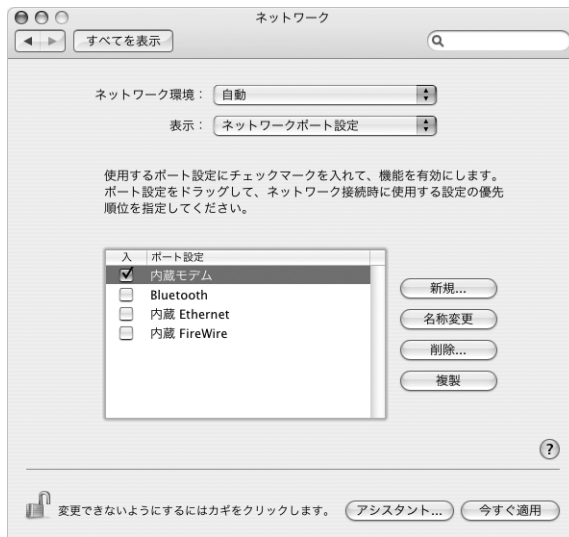 ネットワーク
すべてを表示
ネットワーク環境： 自動
表示： ネットワークポート設定
使用するポート設定にチェックマークを入れて、機能を有効にします。
ポート設定をドラッグして、ネットワーク接続時に使用する設定の優先
順位を指定してください。
入 ポート設定
内蔵モデム
Bluetooth
内蔵 Ethernet
内蔵 FireWire
新規...
名称変更
削除...
複製
?
変更できないようにするにはカギをクリックします。 アシスタント... 今すぐ適用